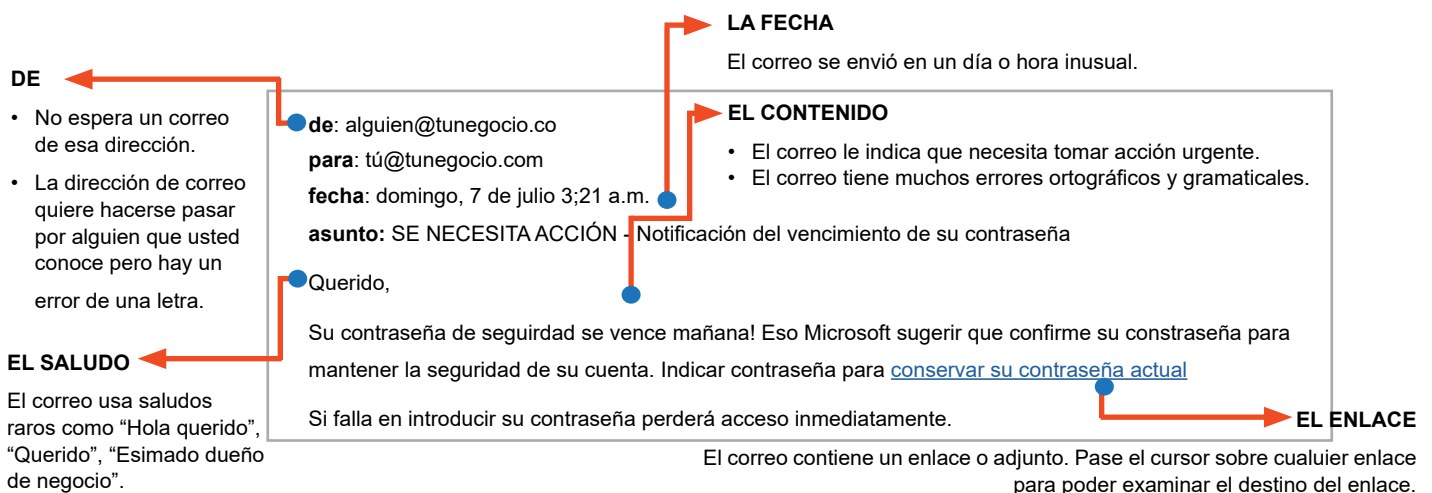 LA FECHA
El correo se envió en un día o hora inusual.
DE
• No espera un correo
de esa dirección.
• La dirección de correo
quiere hacerse pasar
por alguien que usted
conoce pero hay un
error de una letra.
EL CONTENIDO
• El correo le indica que necesita tomar acción urgente.
• El correo tiene muchos errores ortográficos y gramaticales.
de: alguien@tunegocio.co
para: tú@tunegocio.com
fecha: domingo, 7 de julio 3;21 a.m.
asunto: SE NECESITA ACCIÓN - Notificación del vencimiento de su contraseña
Querido,
Su contraseña de seguirdad se vence mañana! Eso Microsoft sugerir que confirme su constraseña para
mantener la seguridad de su cuenta. Indicar contraseña para conservar su contraseña actual
Si falla en introducir su contraseña perderá acceso inmediatamente.
EL SALUDO
El correo usa saludos
raros como “Hola querido”,
“Querido”, “Esimado dueño
de negocio”.
EL ENLACE
El correo contiene un enlace o adjunto. Pase el cursor sobre cualuier enlace
para poder examinar el destino del enlace.